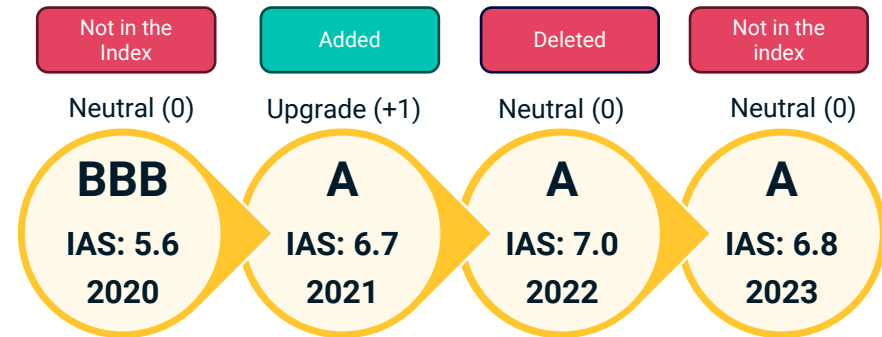 Not in the
Index
Added
Deleted
Not in the
index
Neutral (0)
Upgrade (+1)
Neutral (0)
Neutral (0)
BBB
IAS: 5.6
2020
A
IAS: 6.7
2021
A
IAS: 7.0
2022
A
IAS: 6.8
2023